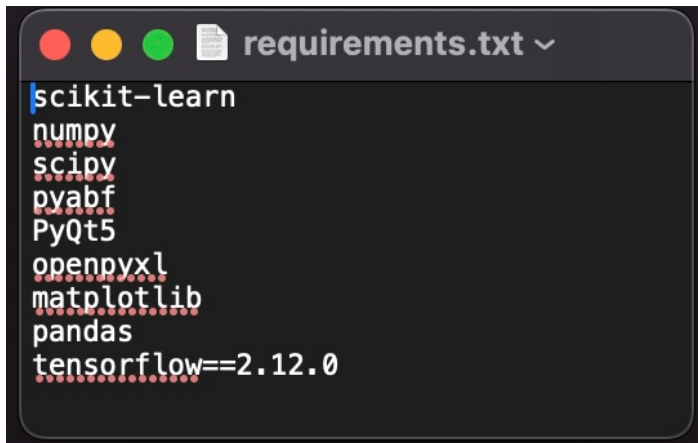 requirements.txt
scikit-learn
numpy
scipy
pyabf
PyQt5
openpyxl
matplotlib
pandas
tensorflow==2.12.0